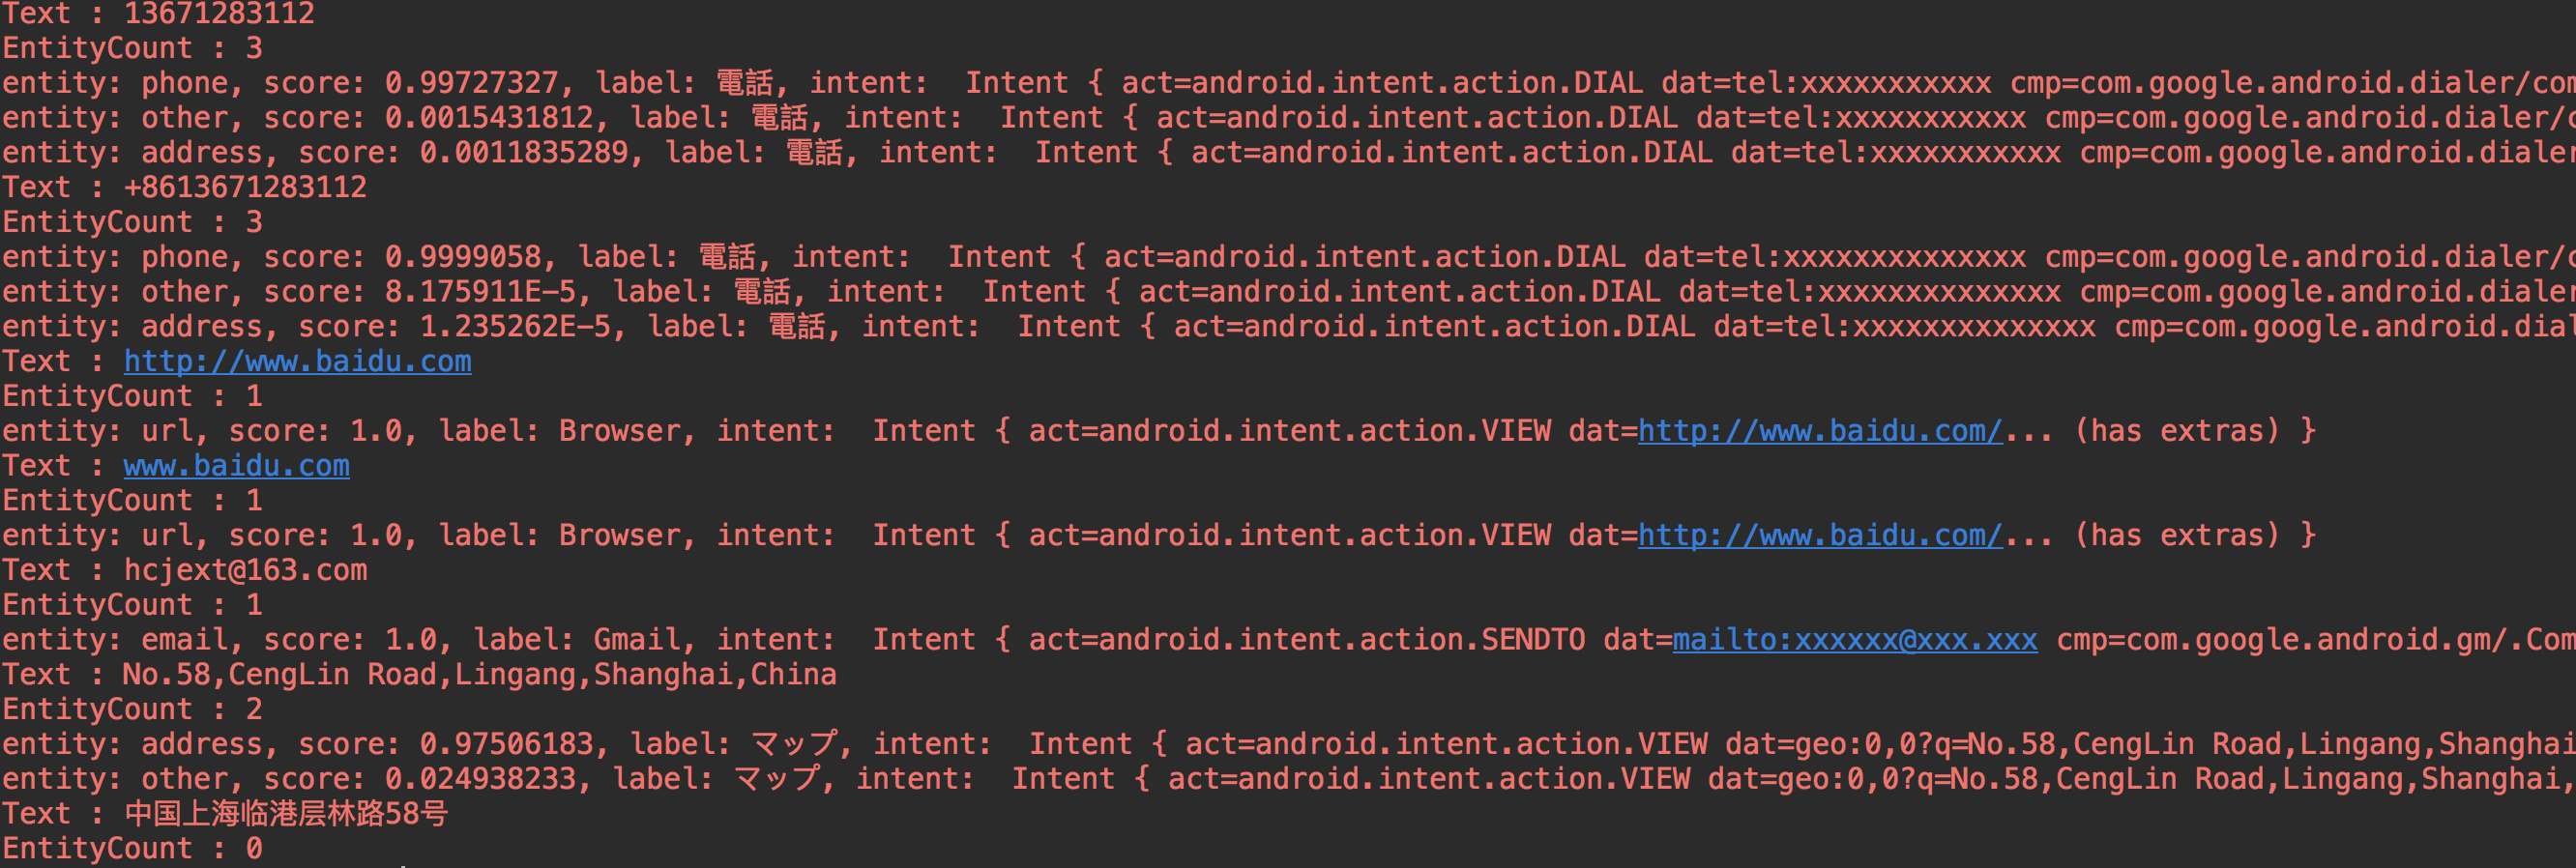 Text : 13671283112
EntityCount : 3
entity: phone, score: 0.99727327, label: 電話, intent:  Intent { act=android.intent.action.DIAL dat=tel:xxxxxxxxxxx cmp=com.google.android.dialer/com
entity: other, score: 0.0015431812, label: 電話, intent:  Intent { act=android.intent.action.DIAL dat=tel:xxxxxxxxxxx cmp=com.google.android.dialer/c
entity: address, score: 0.0011835289, label: 電話, intent:  Intent { act=android.intent.action.DIAL dat=tel:xxxxxxxxxxx cmp=com.google.android.dialer
Text : +8613671283112
EntityCount : 3
entity: phone, score: 0.9999058, label: 電話, intent:  Intent { act=android.intent.action.DIAL dat=tel:xxxxxxxxxxxxxx cmp=com.google.android.dialer/c
entity: other, score: 8.175911E-5, label: 電話, intent:  Intent { act=android.intent.action.DIAL dat=tel:xxxxxxxxxxxxxx cmp=com.google.android.dialer
entity: address, score: 1.235262E-5, label: 電話, intent:  Intent { act=android.intent.action.DIAL dat=tel:xxxxxxxxxxxxxx cmp=com.google.android.dial
Text : http://www.baidu.com
EntityCount : 1
entity: url, score: 1.0, label: Browser, intent:  Intent { act=android.intent.action.VIEW dat=http://www.baidu.com/... (has extras) }
Text : www.baidu.com
EntityCount : 1
entity: url, score: 1.0, label: Browser, intent:  Intent { act=android.intent.action.VIEW dat=http://www.baidu.com/... (has extras) }
Text : hcjext@163.com
EntityCount : 1
entity: email, score: 1.0, label: Gmail, intent:  Intent { act=android.intent.action.SENDTO dat=mailto:xxxxxx@xxx.xxx cmp=com.google.android.gm/.Com
Text : No.58,CengLin Road,Lingang,Shanghai,China
EntityCount : 2
entity: address, score: 0.97506183, label: マップ, intent:  Intent { act=android.intent.action.VIEW dat=geo:0,0?q=No.58,CengLin Road,Lingang,Shanghai
entity: other, score: 0.024938233, label: マップ, intent:  Intent { act=android.intent.action.VIEW dat=geo:0,0?q=No.58,CengLin Road,Lingang,Shanghai,
Text : 中国上海临港层林路58号
EntityCount : 0